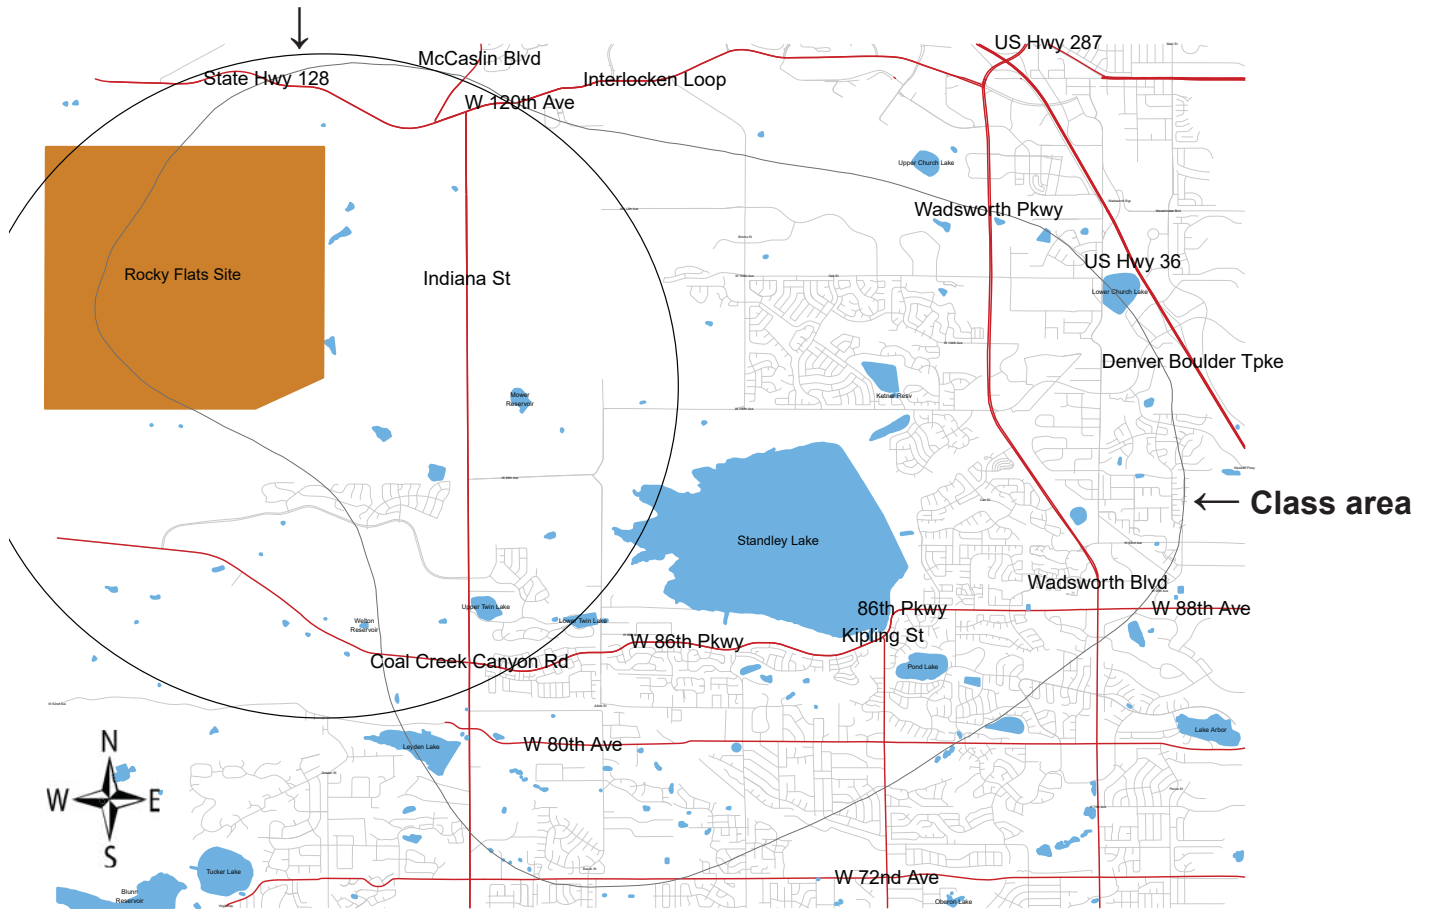 US Hwy 287
McCaslin Blvd
State Hwy 128
Interlocken Loop
W 120th Ave
Upper Church Lake
Wadsworth Pkwy
US Hwy 36
Rocky Flats Site
Indiana St
Lower Church Lake
Denver Boulder Tpke
Mower
Reservoir
Ketner Resv
Class area
Standley Lake
Wadsworth Blvd
Upper Twin Lake
86th Pkwy
W 88th Ave
Lower Twin Lake
Welton
Reservoir
Kipling St
W 86th Pkwy
Coal Creek Canyon Rd
Pond Lake
Lake Arbor
N
W 80th Ave
Leyden Lake
W
E
S
Tucker Lake
W 72nd Ave
Blunn
Reservoir
Oberon Lake